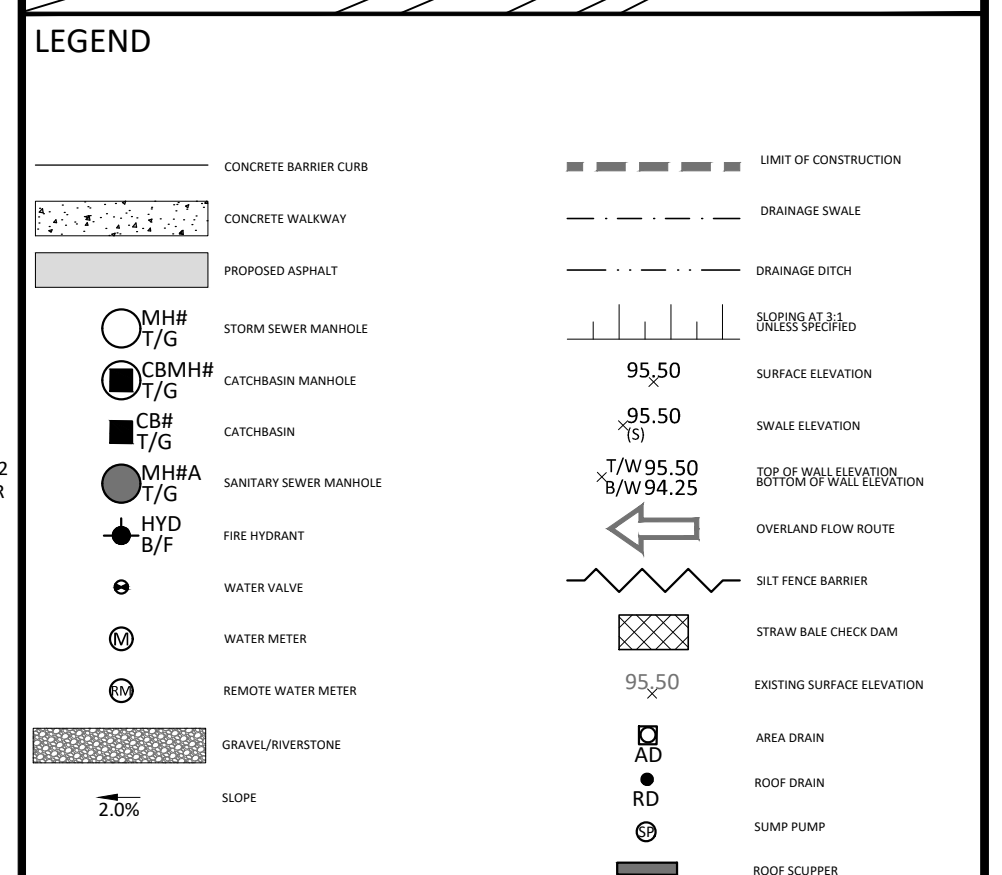 LEGEND
CONCRETE BARRIER CURB
CONCRETE WALKWAY
PROPOSED ASPHALT
MH#
T/G
STORM SEWER MANHOLE
CBMH#
T/G
CATCHBASIN MANHOLE
CB#
T/G
CATCHBASIN
MH#A
T/G
SANITARY SEWER MANHOLE
HYD
B/F
FIRE HYDRANT
WATER VALVE
M
WATER METER
RM
REMOTE WATER METER
GRAVEL/RIVERSTONE
2.0%
SLOPE
LIMIT OF CONSTRUCTION
DRAINAGE SWALE
DRAINAGE DITCH
SLOPING AT 3:1
UNLESS SPECIFIED
95.50
SURFACE ELEVATION
95.50
(S)
SWALE ELEVATION
T/W 95.50
B/W 94.25
TOP OF WALL ELEVATION
BOTTOM OF WALL ELEVATION
OVERLAND FLOW ROUTE
SILT FENCE BARRIER
STRAW BALE CHECK DAM
95.50
EXISTING SURFACE ELEVATION
AD
AREA DRAIN
RD
ROOF DRAIN
SP
SUMP PUMP
ROOF SCUPPER
2
R